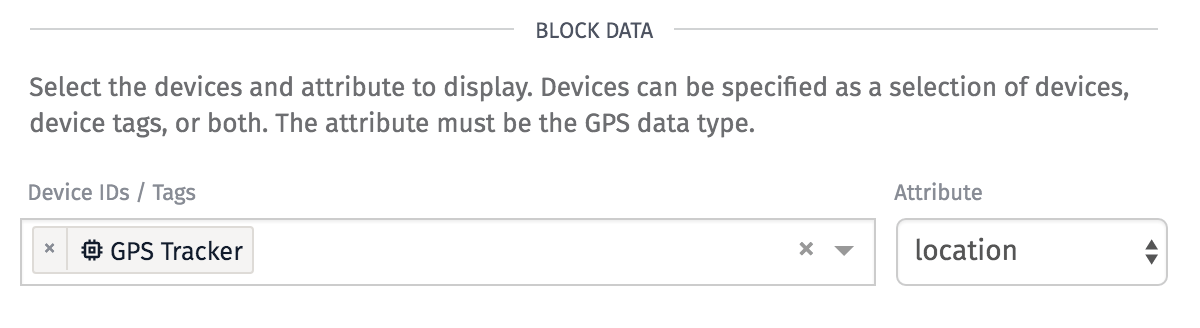 BLOCK DATA
Select the devices and attribute to display. Devices can be specified as a selection of devices,
device tags, or both. The attribute must be the GPS data type.
Device IDs / Tags
Attribute
× GPS Tracker ×
location